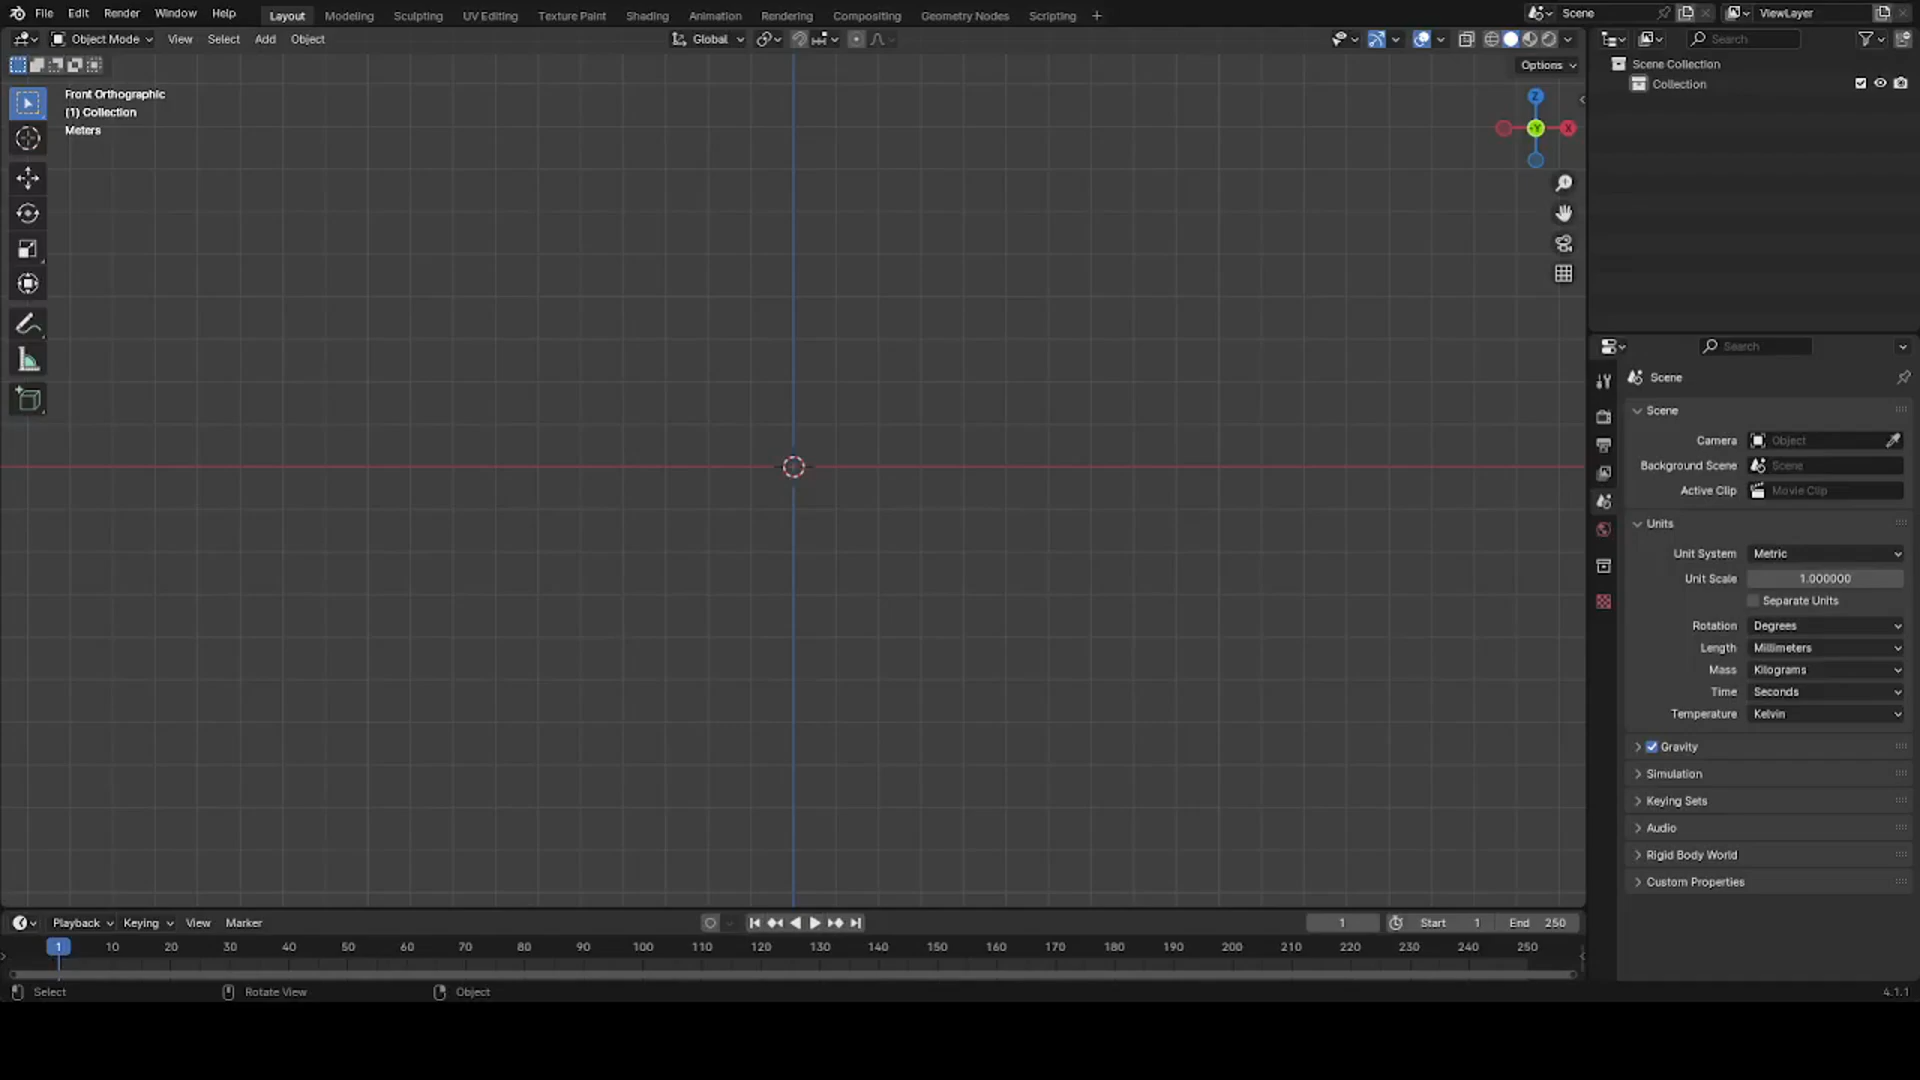 File Edit Render Window Help Layout Modeling Sculpting UV Editing Texture Paint Shading Animation Rendering Compositing Geometry Nodes Scripting + Scene ViewLayer
Object Mode View Select Add Object Global Search
Options
Scene Collection
Collection
Front Orthographic
(1) Collection
Meters
Z
Y
X
Search
Scene
Scene
Camera Object
Background Scene Scene
Active Clip Movie Clip
Units
Unit System Metric
Unit Scale 1.000000
Separate Units
Rotation Degrees
Length Millimeters
Mass Kilograms
Time Seconds
Temperature Kelvin
Gravity
Simulation
Keying Sets
Audio
Rigid Body World
Custom Properties
Playback Keying View Marker 1 Start 1 End 250
1 10 20 30 40 50 60 70 80 90 100 110 120 130 140 150 160 170 180 190 200 210 220 230 240 250
Select Rotate View Object 4.1.1